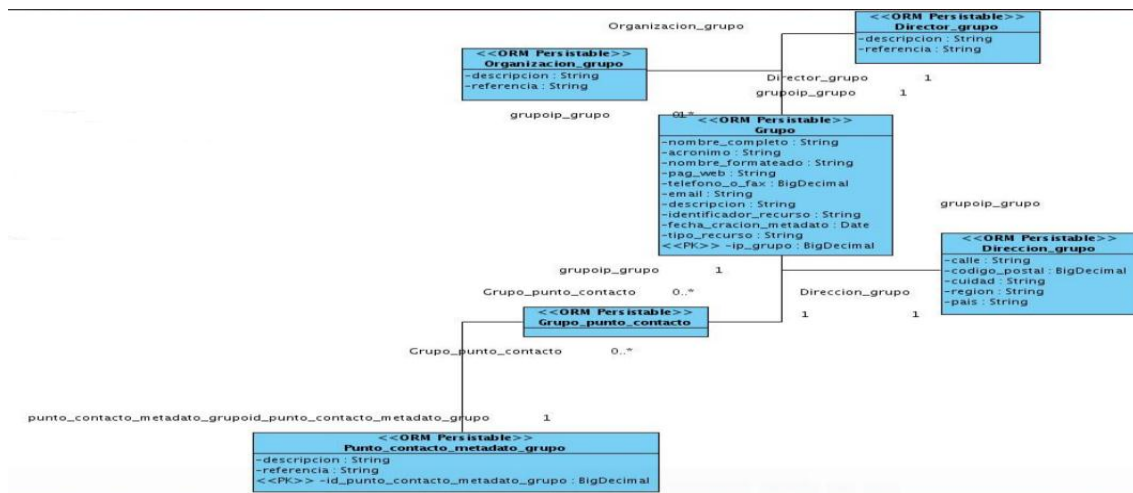 Organizacion_grupo
<<ORM Persistable>>
Director_grupo
-descripcion : String
-referencia : String
<<ORM Persistable>>
Organizacion_grupo
-descripcion : String
-referencia : String
Director_grupo 1
grupoip_grupo 1
grupoip_grupo
<<ORM Persistable>>
Grupo
-nombre_completo : String
-acronimo : String
-nombre_formateado : String
-pag_web : String
-telefono_o_fax : BigDecimal
-email : String
-descripcion : String
-identificador_recurso : String
-fecha_cracion_metadato : Date
-tipo_recurso : String
<<PK>> -ip_grupo : BigDecimal
grupoip_grupo
<<ORM Persistable>>
Direccion_grupo
-calle : String
-codigo_postal : BigDecimal
-cuidad : String
-region : String
-pais : String
grupoip_grupo 1
Grupo_punto_contacto 0..*
Direccion_grupo
1 1
<<ORM Persistable>>
Grupo_punto_contacto
Grupo_punto_contacto 0..*
punto_contacto_metadato_grupoid_punto_contacto_metadato_grupo 1
<<ORM Persistable>>
Punto_contacto_metadato_grupo
-descripcion : String
-referencia : String
<<PK>> -id_punto_contacto_metadato_grupo : BigDecimal